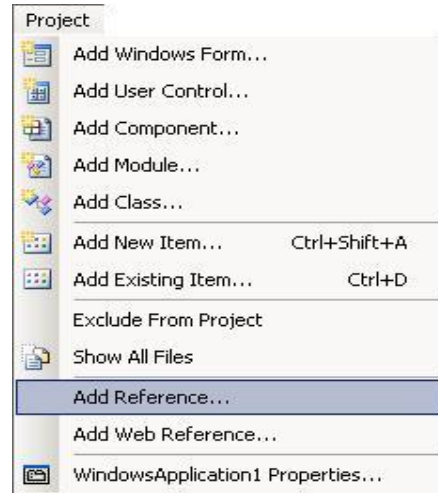 Project
Add Windows Form...
Add User Control...
Add Component...
Add Module...
Add Class...
Add New Item... Ctrl+Shift+A
Add Existing Item... Ctrl+D
Exclude From Project
Show All Files
Add Reference...
Add Web Reference...
WindowsApplication1 Properties...